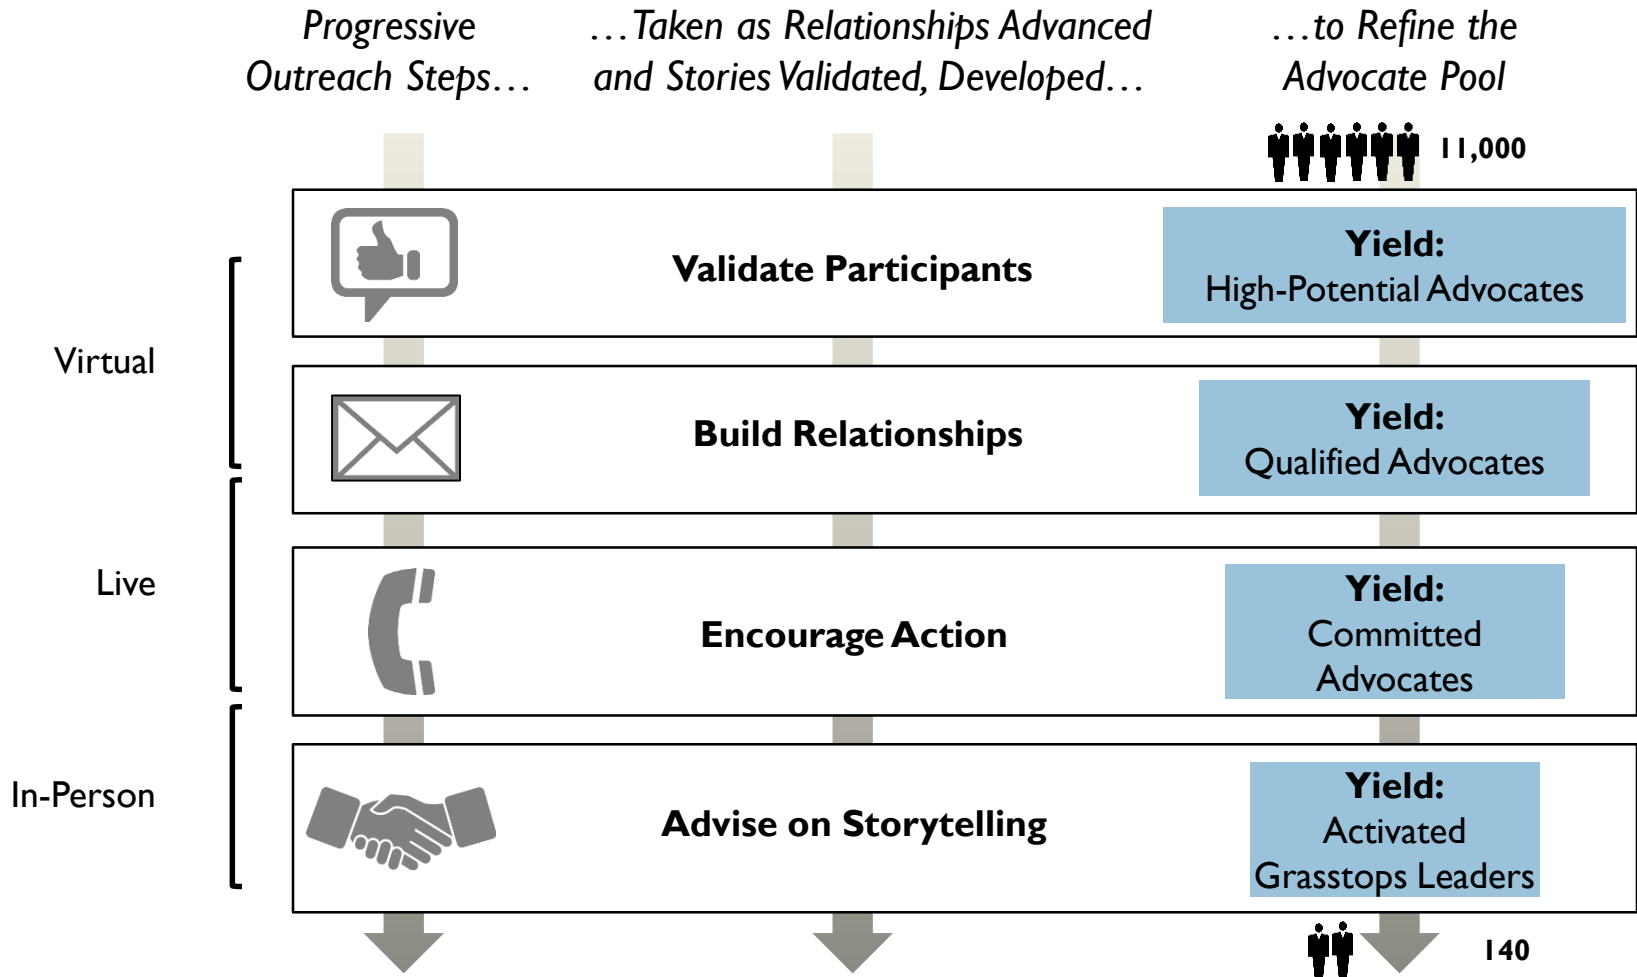 Progressive
Outreach Steps…
…Taken as Relationships Advanced
and Stories Validated, Developed…
…to Refine the
Advocate Pool
11,000
Validate Participants
Yield:
High-Potential Advocates
Virtual
Build Relationships
Yield:
Qualified Advocates
Live
Encourage Action
Yield:
Committed
Advocates
In-Person
Advise on Storytelling
Yield:
Activated
Grasstops Leaders
140